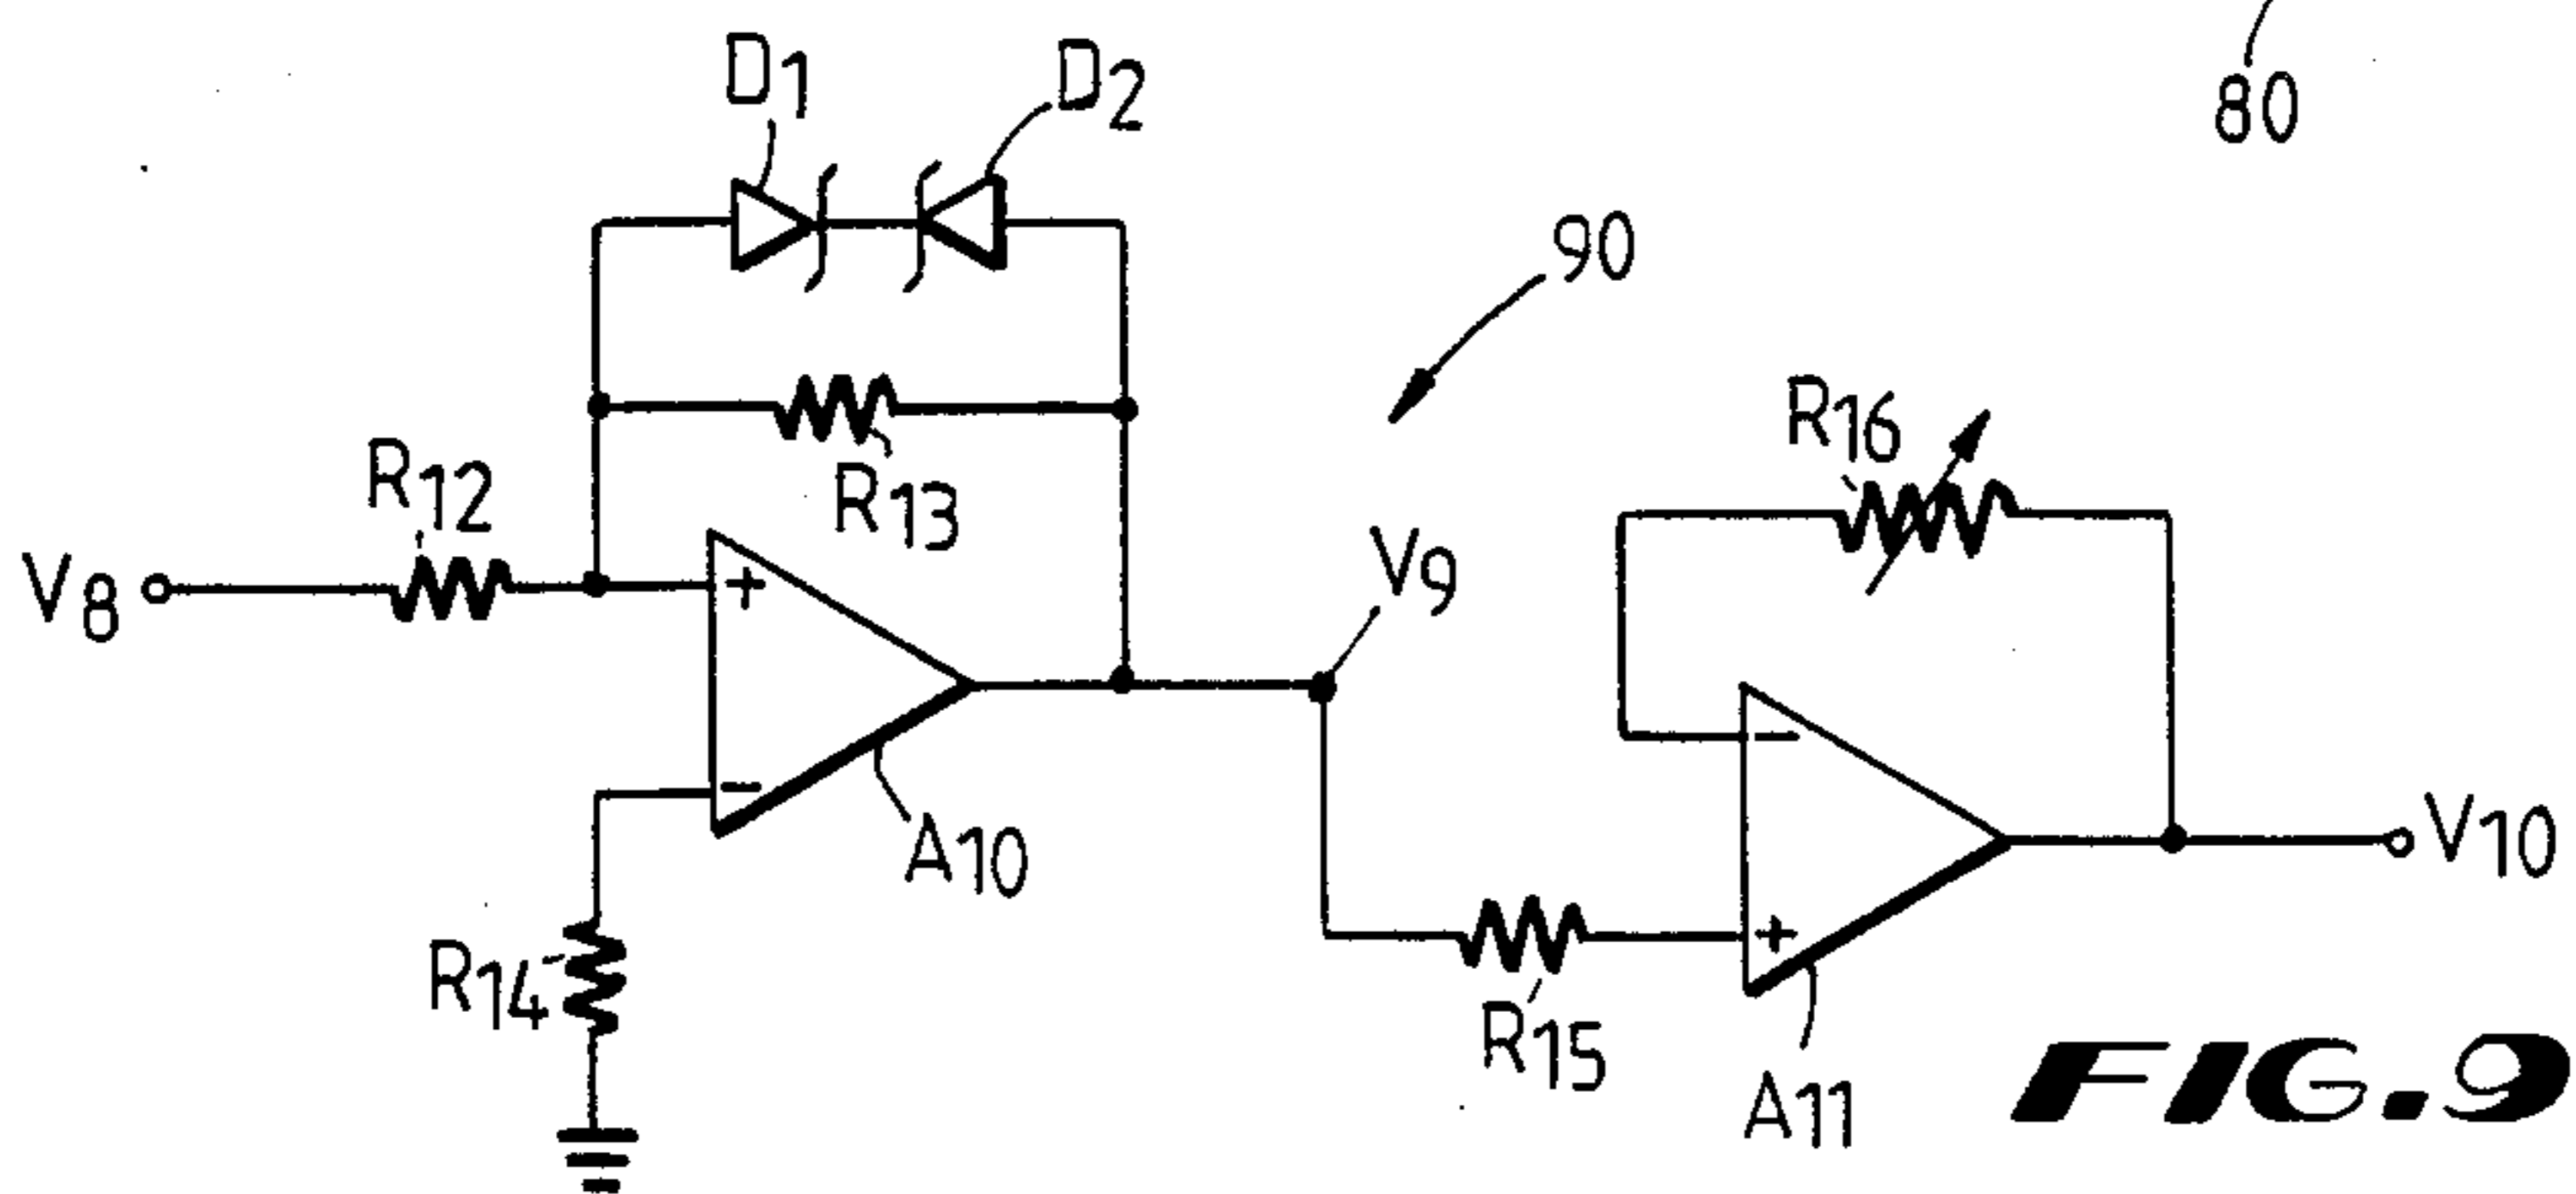 D1
D2
80
90
R12
R13
R16
V8
+
V9
-
-
A10
V10
R14
+
R15
A11
FIG.9